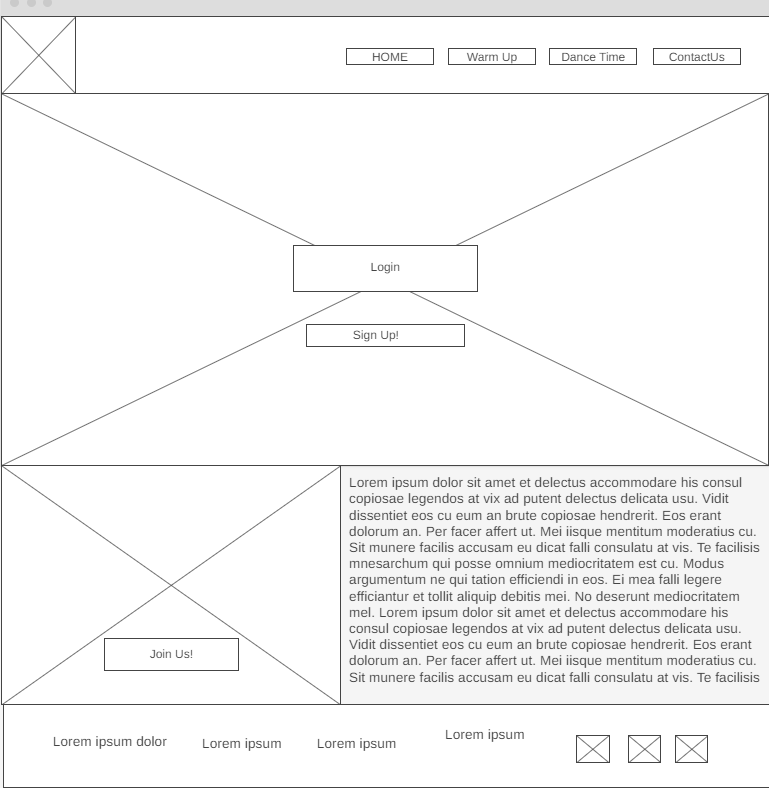 HOME
Warm Up
Dance Time
ContactUs
Login
Sign Up!
Join Us!
Lorem ipsum dolor sit amet et delectus accommodare his consul
copiosae legendos at vix ad putent delectus delicata usu. Vidit
dissentiet eos cu eum an brute copiosae hendrerit. Eos erant
dolorum an. Per facer affert ut. Mei iisque mentitum moderatius cu.
Sit munere facilis accusam eu dicat falli consulatu at vis. Te facilisis
mnesarchum qui posse omnium mediocritatem est cu. Modus
argumentum ne qui tation efficiendi in eos. Ei mea falli legere
efficiantur et tollit aliquip debitis mei. No deserunt mediocritatem
mel. Lorem ipsum dolor sit amet et delectus accommodare his
consul copiosae legendos at vix ad putent delectus delicata usu.
Vidit dissentiet eos cu eum an brute copiosae hendrerit. Eos erant
dolorum an. Per facer affert ut. Mei iisque mentitum moderatius cu.
Sit munere facilis accusam eu dicat falli consulatu at vis. Te facilisis
Lorem ipsum dolor
Lorem ipsum
Lorem ipsum
Lorem ipsum